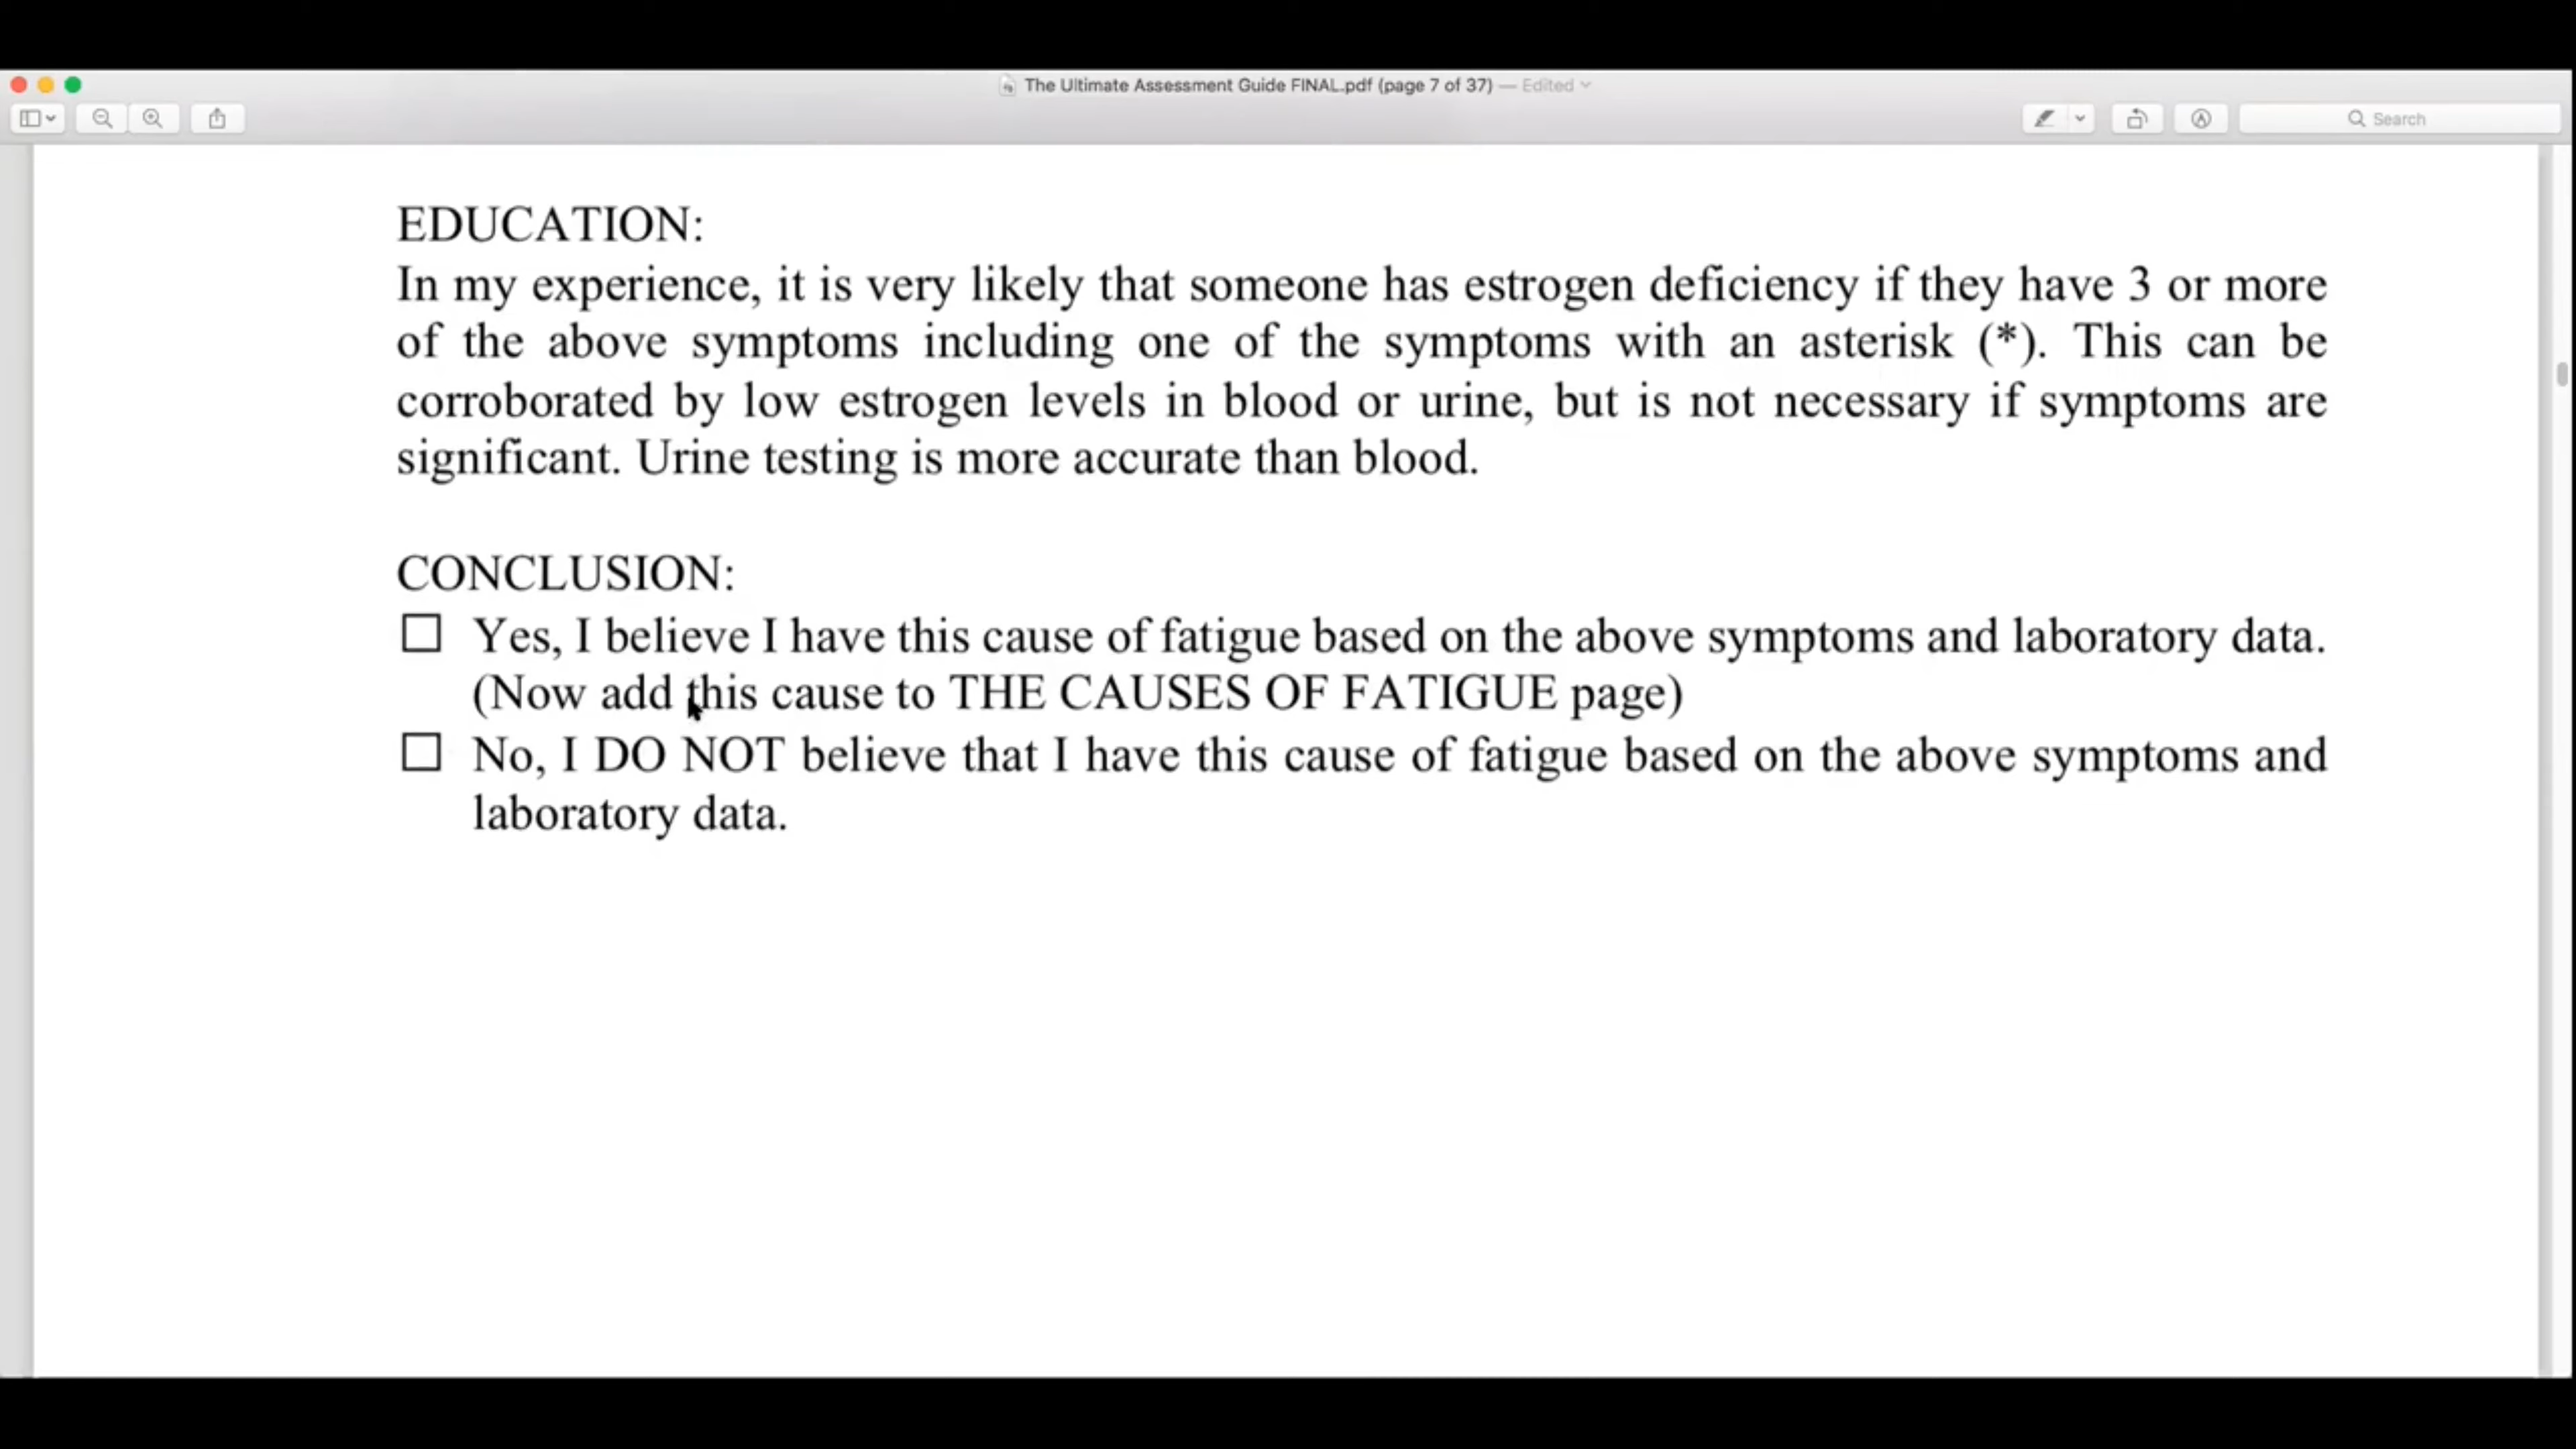 The Ultimate Assessment Guide FINAL.pdf (page 7 of 37) — Edited
Search
EDUCATION:
In my experience, it is very likely that someone has estrogen deficiency if they have 3 or more
of the above symptoms including one of the symptoms with an asterisk (*). This can be
corroborated by low estrogen levels in blood or urine, but is not necessary if symptoms are
significant. Urine testing is more accurate than blood.
CONCLUSION:
Yes, I believe I have this cause of fatigue based on the above symptoms and laboratory data.
(Now add this cause to THE CAUSES OF FATIGUE page)
No, I DO NOT believe that I have this cause of fatigue based on the above symptoms and
laboratory data.